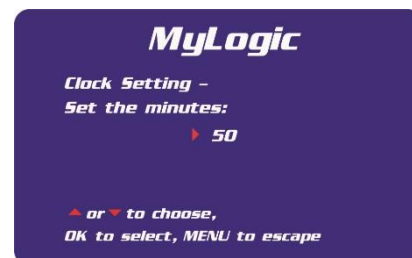 MyLogic
Clock Setting –
Set the minutes:
50
or to choose,
OK to select, MENU to escape